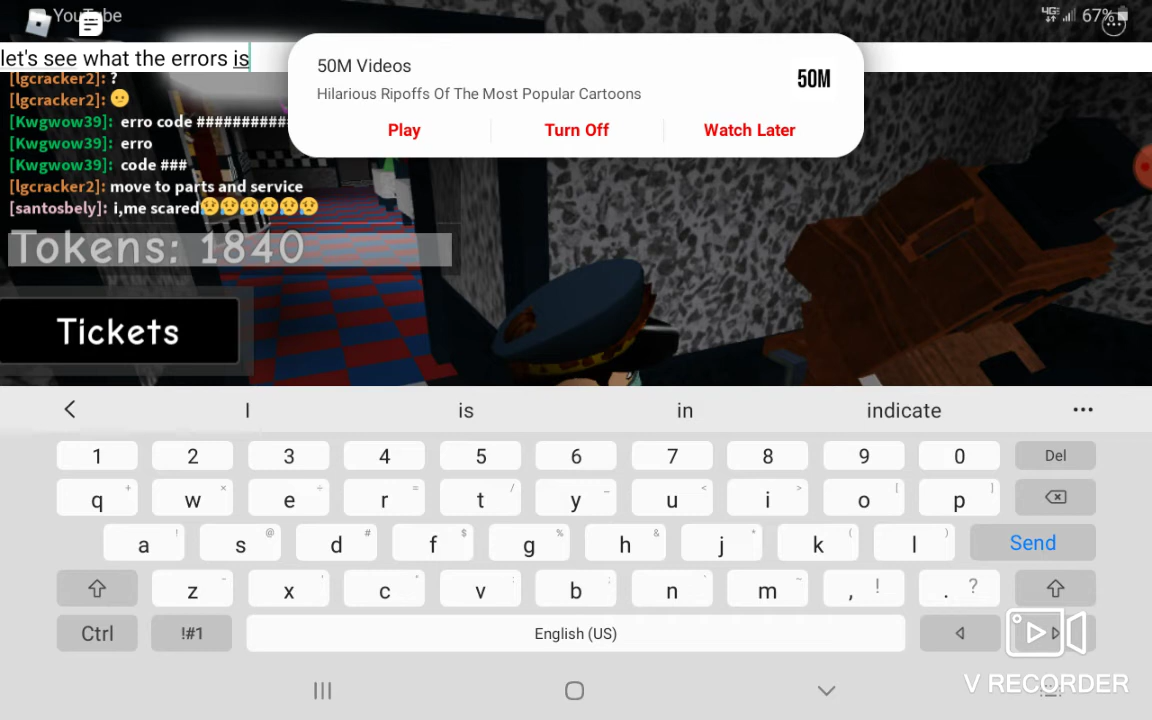 YouTube
4G 67%
let's see what the errors is
50M Videos
Hilarious Ripoffs Of The Most Popular Cartoons
50M
Play Turn Off Watch Later
[lgcracker2]: ?
[lgcracker2]: 😕
[Kwgwow39]: erro code ##########
[Kwgwow39]: erro
[Kwgwow39]: code ###
[lgcracker2]: move to parts and service
[santosbely]: i,me scared😥😥😥😥😥😥
Tokens: 1840
Tickets
I is in indicate
1 2 3 4 5 6 7 8 9 0 Del
q + w × e ÷ r = t / y _ u < i > o [ p ]
a ! s @ d # f $ g % h & j * k ( l ) Send
z - x ' c " v : b ; n ` m ~ , ! . ?
Ctrl !#1 English (US)
V RECORDER